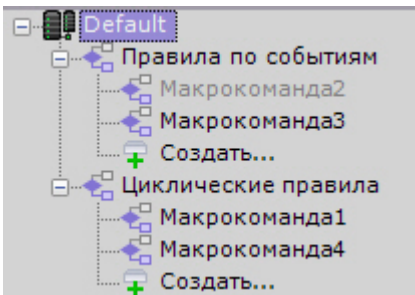 Default
Правила по событиям
Макрокоманда2
Макрокоманда3
Создать...
Циклические правила
Макрокоманда1
Макрокоманда4
Создать...